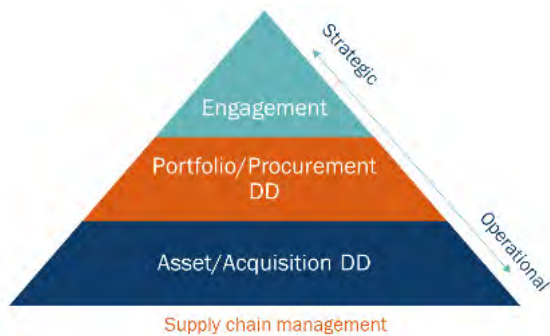 Strategic
Engagement
Portfolio/Procurement
DD
Operational
Asset/Acquisition DD
Supply chain management